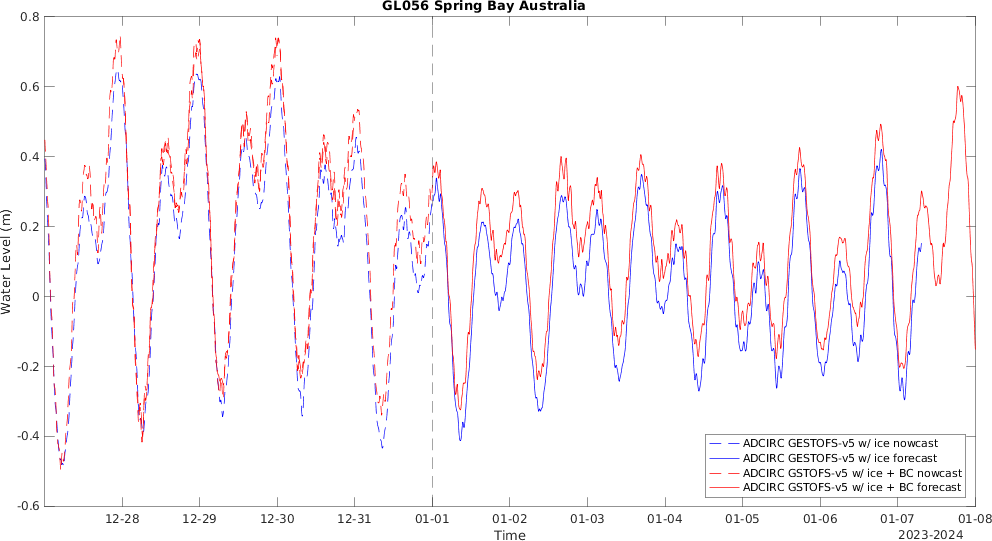 GL056 Spring Bay Australia
0.8
0.6
0.4
0.2
0
-0.2
-0.4
-0.6
Water Level (m)
ADCIRC GESTOFS-v5 w/ ice nowcast
ADCIRC GESTOFS-v5 w/ ice forecast
ADCIRC GSTOFS-v5 w/ ice + BC nowcast
ADCIRC GSTOFS-v5 w/ ice + BC forecast
12-28 12-29 12-30 12-31 01-01 01-02 01-03 01-04 01-05 01-06 01-07 01-08
Time
2023-2024